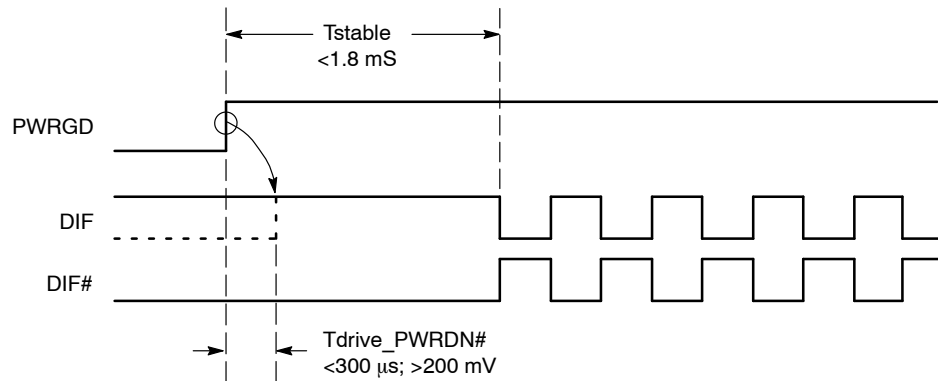 Tstable
<1.8 mS
PWRGD
DIF
DIF#
Tdrive_PWRDN#
<300 μs; >200 mV